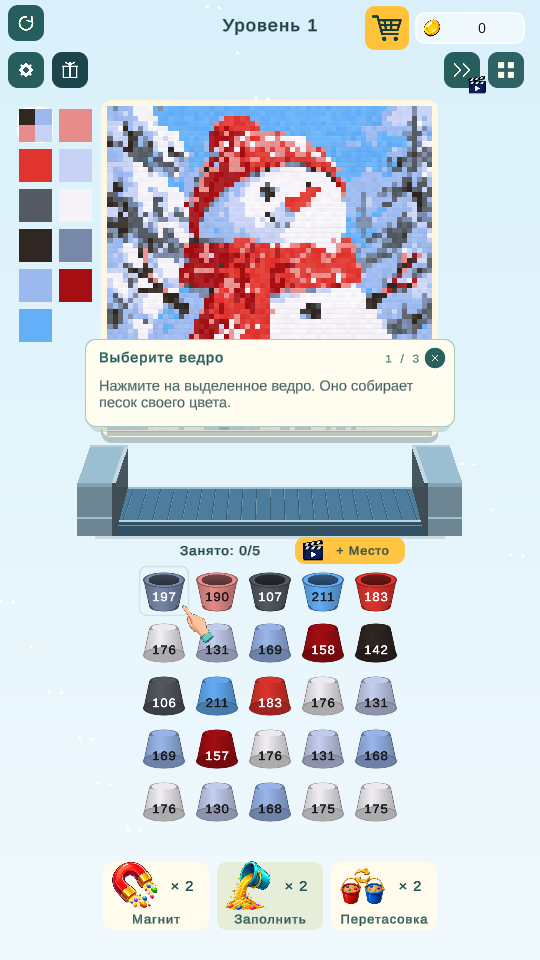 Уровень 1
0
Выберите ведро
1 / 3
Нажмите на выделенное ведро. Оно собирает
песок своего цвета.
Занято: 0/5
+ Место
197 190 107 211 183
176 131 169 158 142
106 211 183 176 131
169 157 176 131 168
176 130 168 175 175
× 2 × 2 × 2
Магнит Заполнить Перетасовка